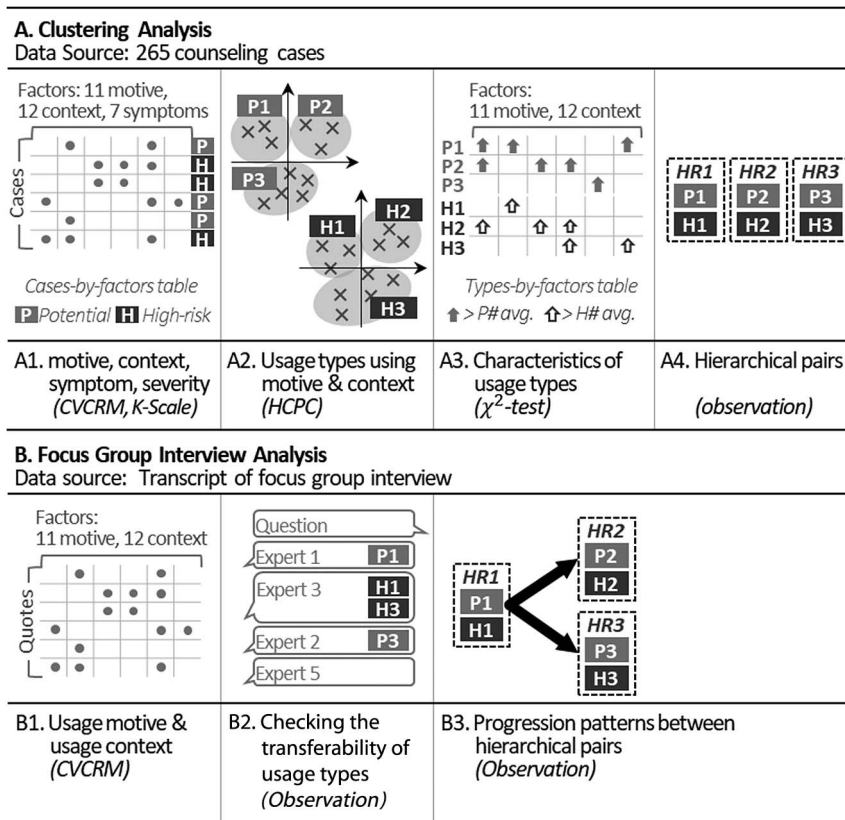 A. Clustering Analysis
Data Source: 265 counseling cases
Factors: 11 motive,
12 context, 7 symptoms
Cases
P
H
H
P
P
H
Cases-by-factors table
P Potential H High-risk
P1
P2
P3
H1
H2
H3
Factors:
11 motive, 12 context
P1
P2
P3
H1
H2
H3
Types-by-factors table
> P# avg. > H# avg.
HR1 HR2 HR3
P1 P2 P3
H1 H2 H3
A1. motive, context,
symptom, severity
(CVCRM, K-Scale)
A2. Usage types using
motive & context
(HCPC)
A3. Characteristics of
usage types
(χ²-test)
A4. Hierarchical pairs
(observation)
B. Focus Group Interview Analysis
Data source: Transcript of focus group interview
Factors:
11 motive, 12 context
Quotes
Question
Expert 1 P1
Expert 3 H1
H3
Expert 2 P3
Expert 5
HR1
P1
H1
HR2
P2
H2
HR3
P3
H3
B1. Usage motive &
usage context
(CVCRM)
B2. Checking the
transferability of
usage types
(Observation)
B3. Progression patterns between
hierarchical pairs
(Observation)